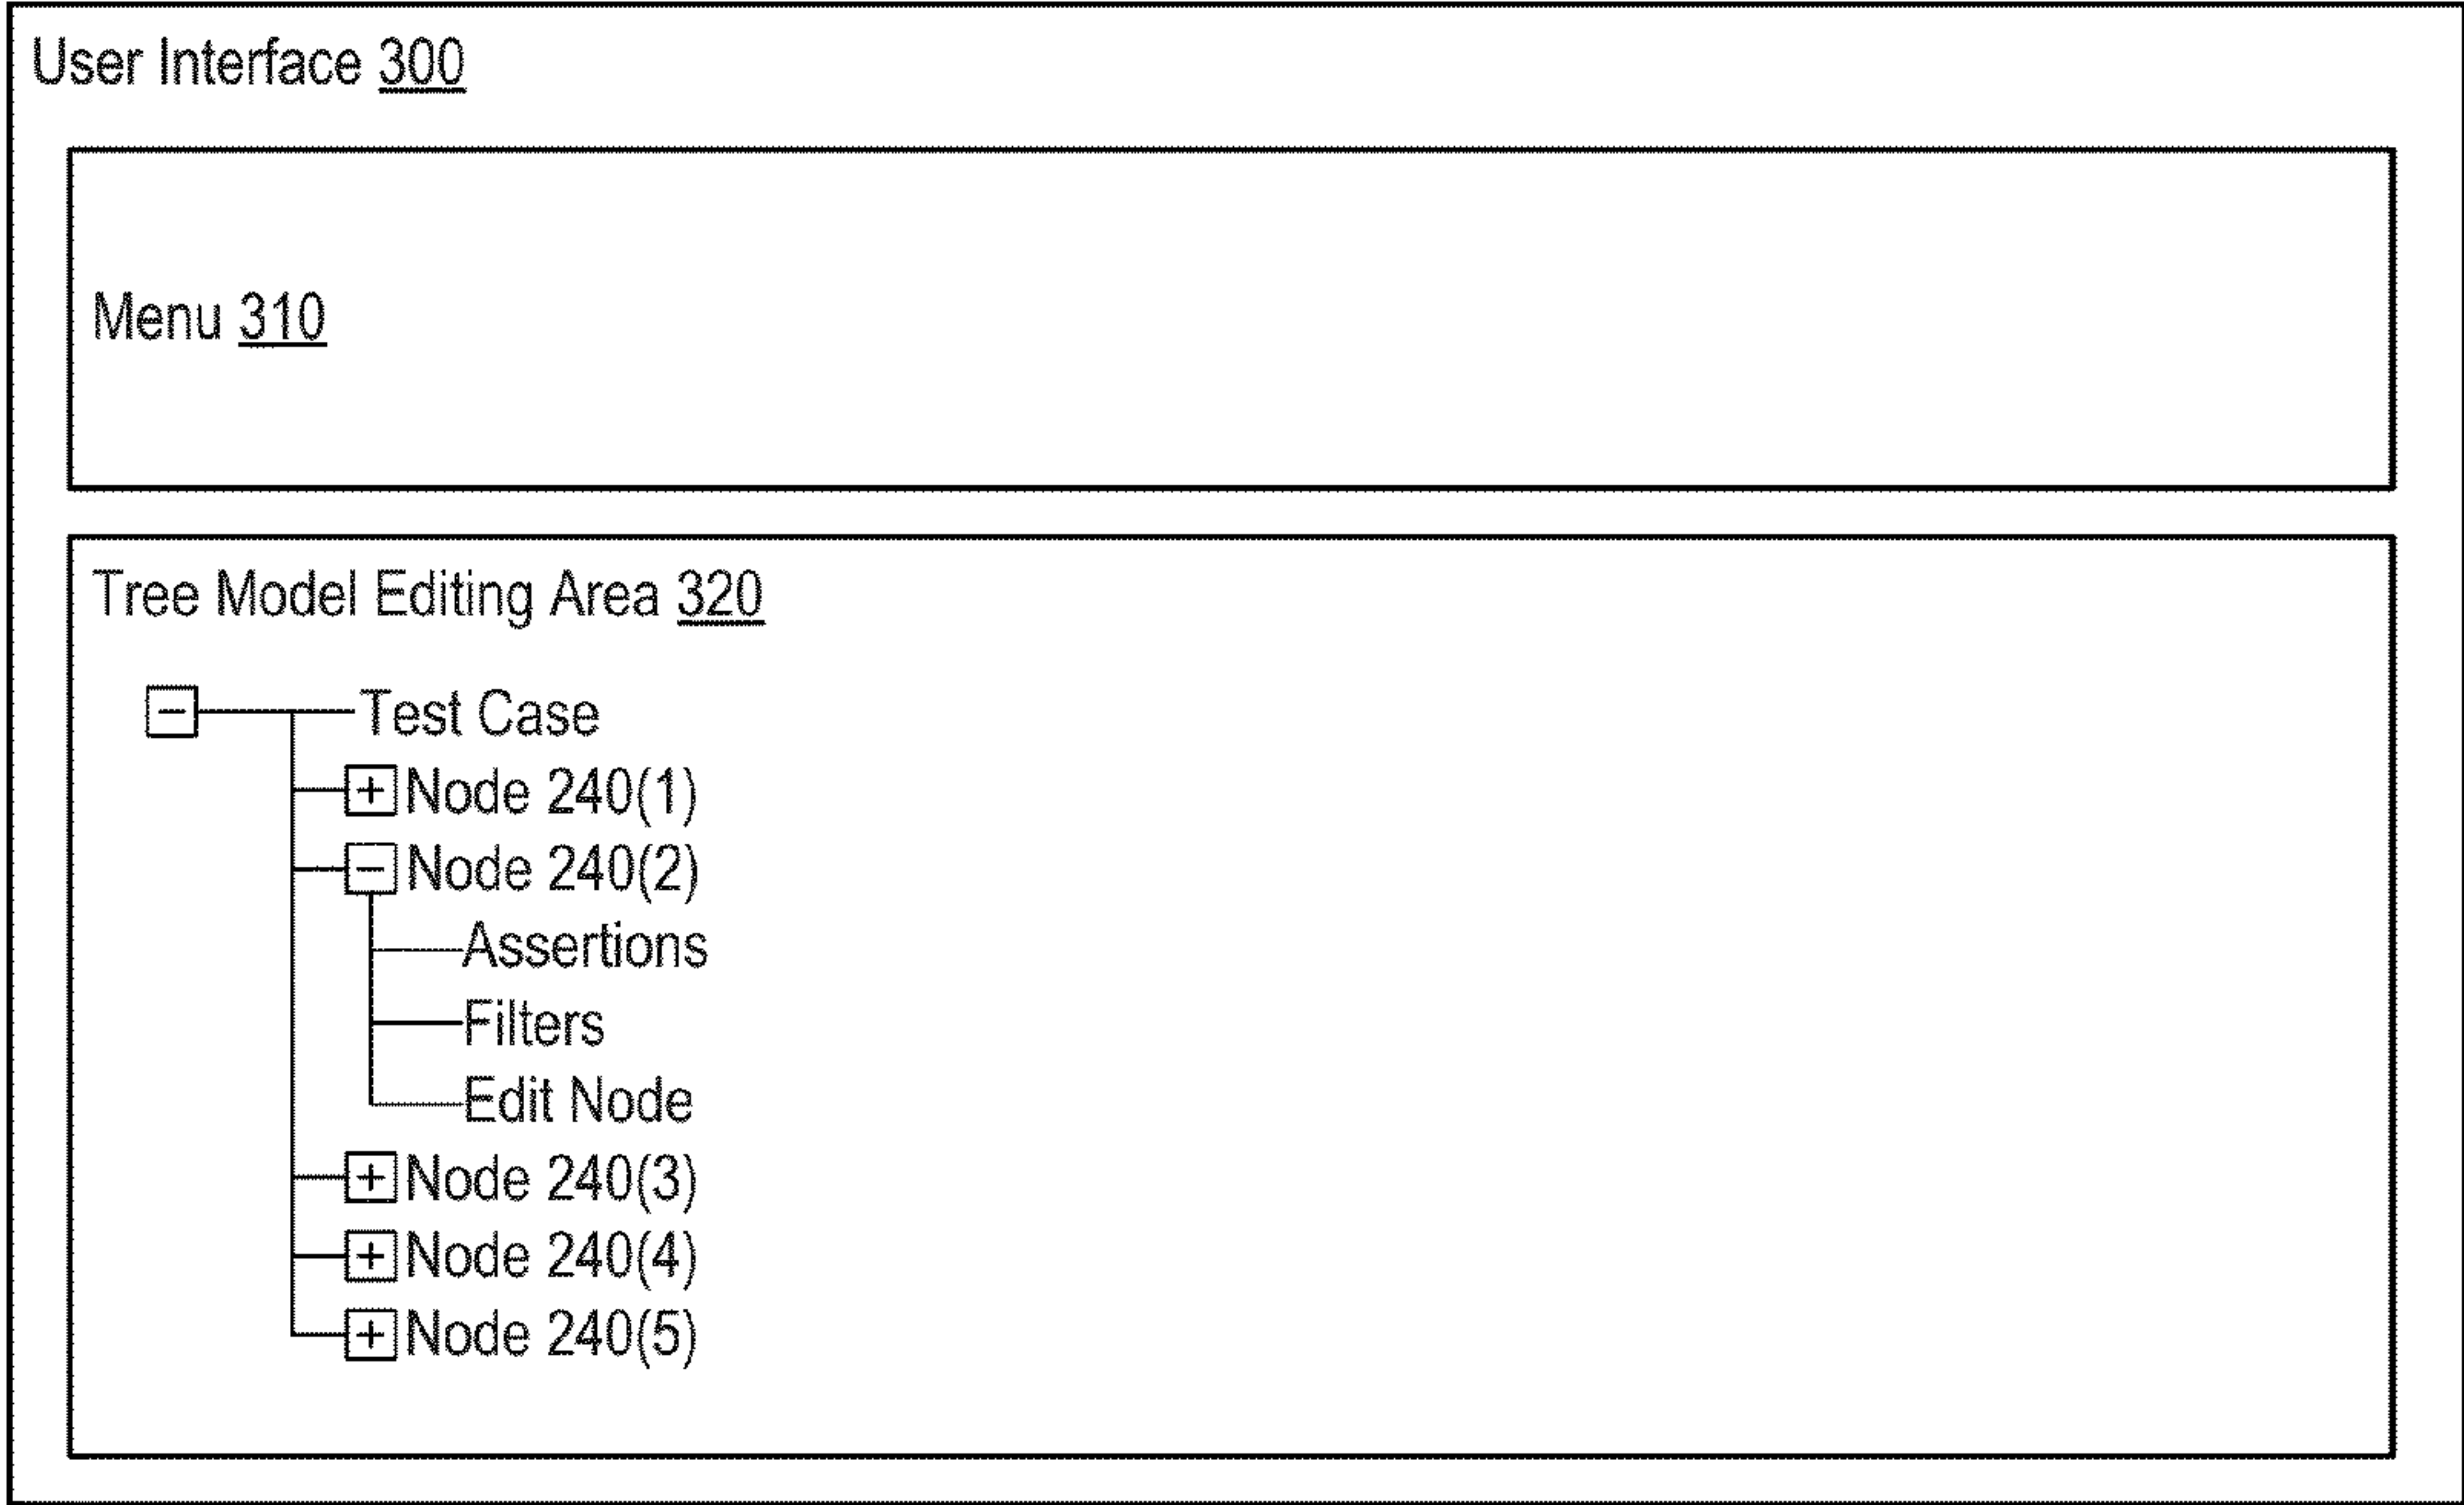 User Interface 300
Menu 310
Tree Model Editing Area 320
Test Case
Node 240(1)
Node 240(2)
Assertions
Filters
Edit Node
Node 240(3)
Node 240(4)
Node 240(5)